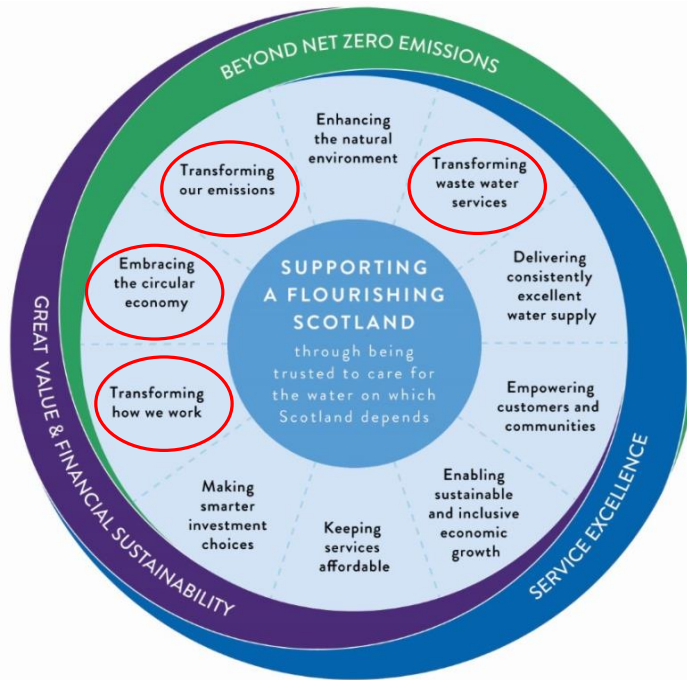 BEYOND NET ZERO EMISSIONS
Enhancing
the natural
environment
Transforming
waste water
services
Delivering
consistently
excellent
water supply
Empowering
customers and
communities
Enabling
sustainable
and inclusive
economic
growth
Keeping
services
affordable
Making
smarter
investment
choices
Transforming
how we work
Embracing
the circular
economy
Transforming
our emissions
SUPPORTING
A FLOURISHING
SCOTLAND
through being
trusted to care for
the water on which
Scotland depends
SERVICE EXCELLENCE
GREAT VALUE & FINANCIAL SUSTAINABILITY